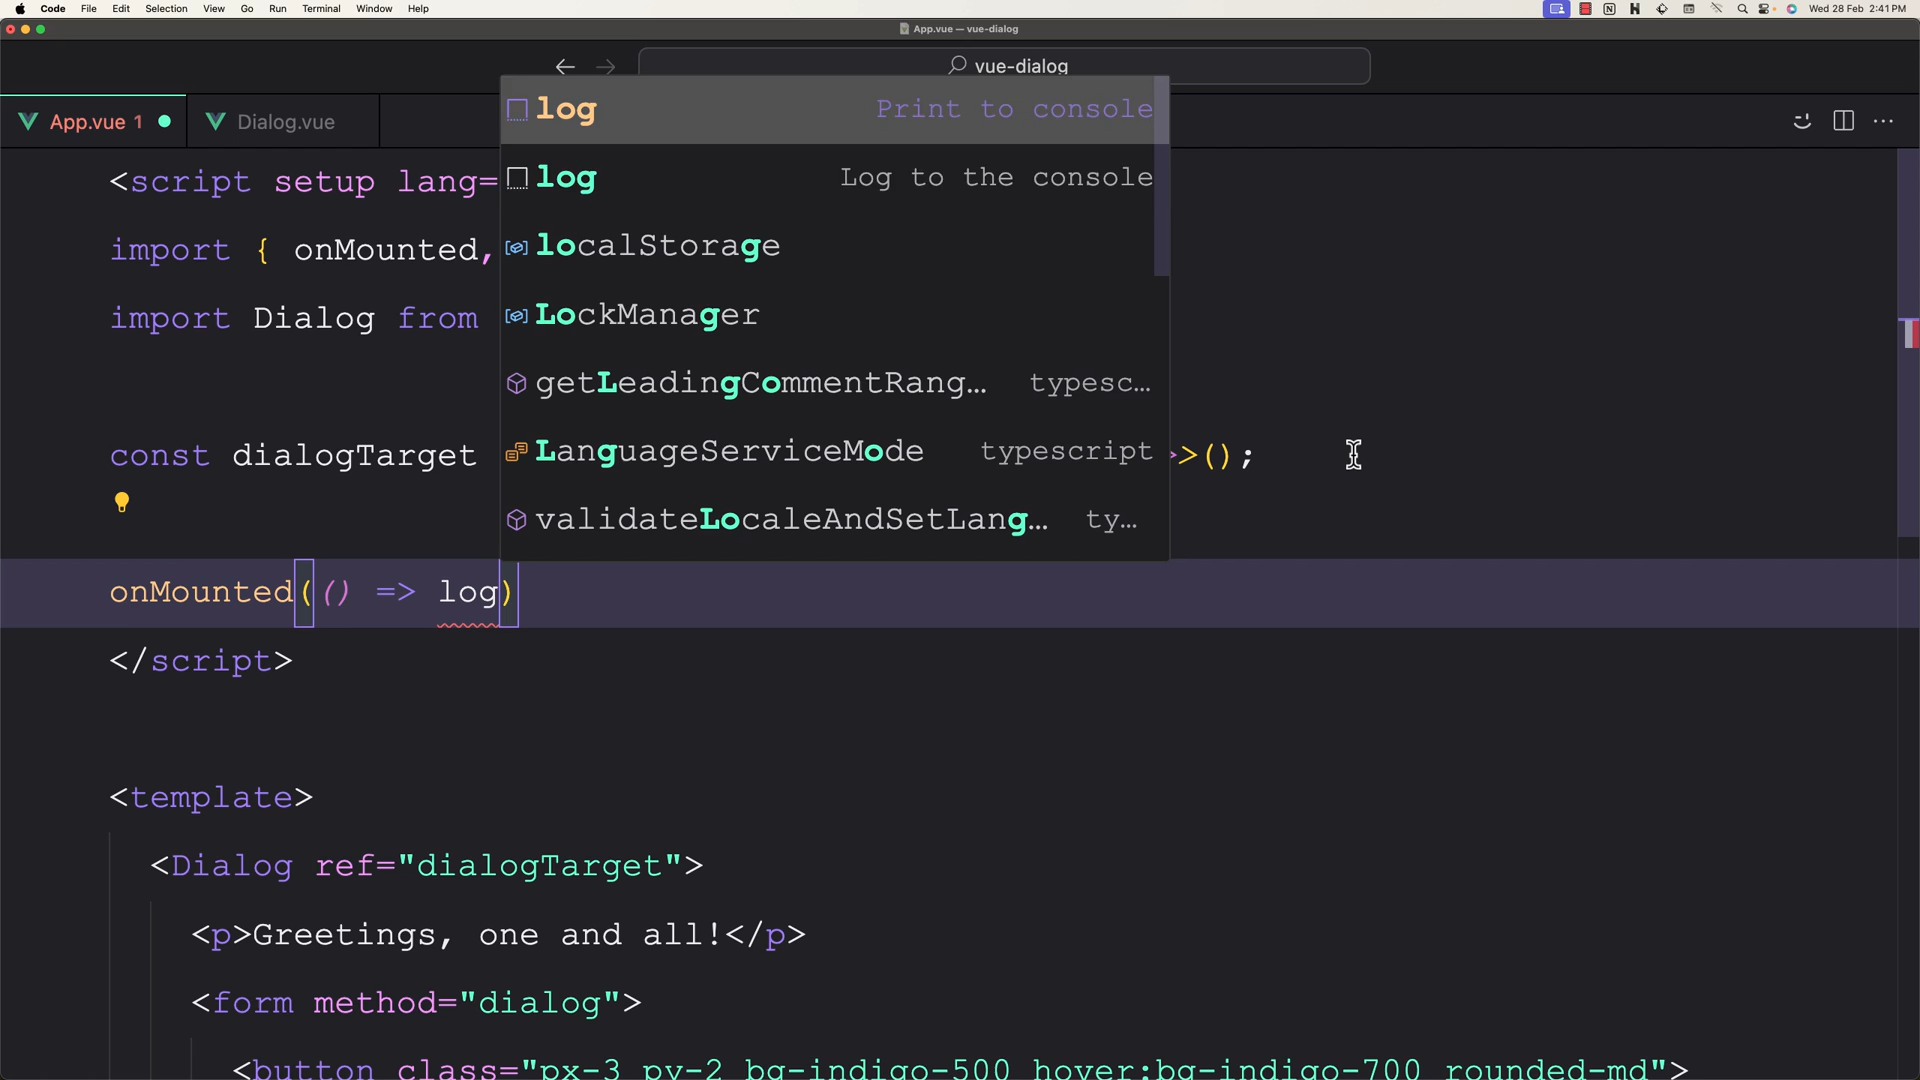 Code File Edit Selection View Go Run Terminal Window Help Wed 28 Feb 2:41 PM
App.vue — vue-dialog
vue-dialog
App.vue 1 Dialog.vue
<script setup lang=
import { onMounted,
import Dialog from
const dialogTarget >>();
log Print to console
log Log to the console
localStorage
LockManager
getLeadingCommentRang… typesc…
LanguageServiceMode typescript
validateLocaleAndSetLang… ty…
onMounted(() => log)
</script>
<template>
<Dialog ref="dialogTarget">
<p>Greetings, one and all!</p>
<form method="dialog">
<button class="px-3 py-2 bg-indigo-500 hover:bg-indigo-700 rounded-md">